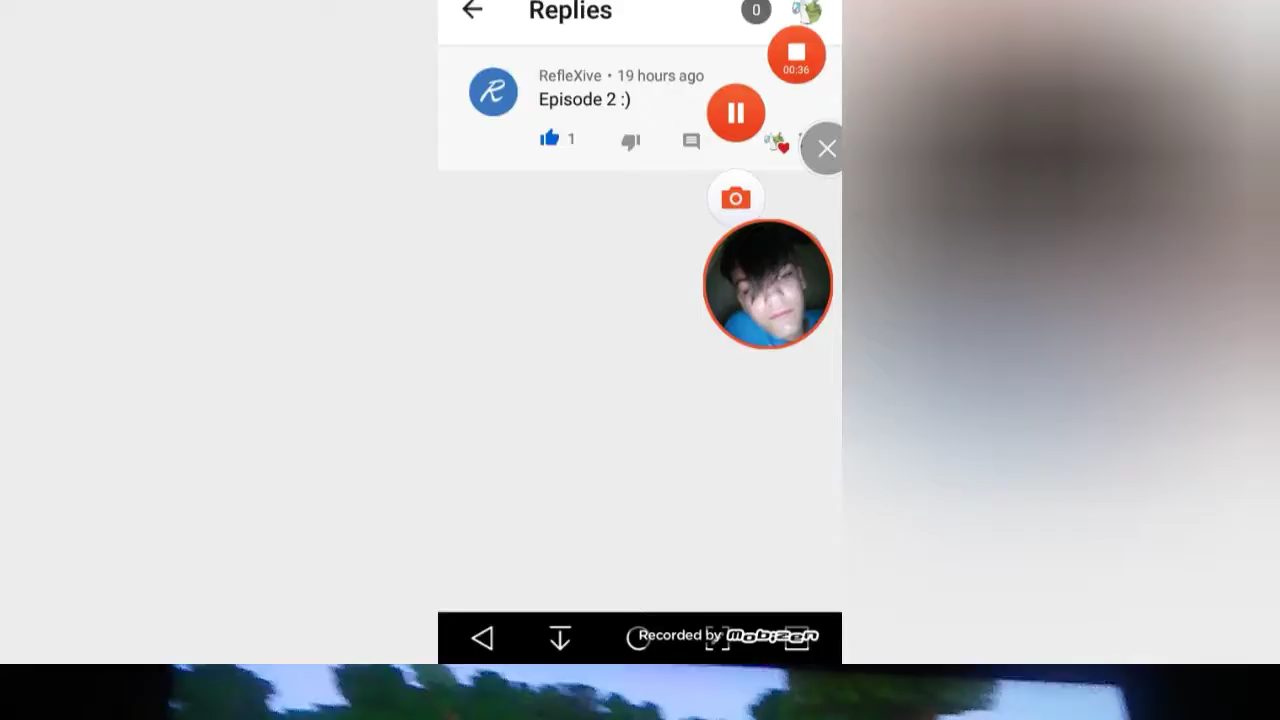 Replies
0
00:36
RefleXive • 19 hours ago
R
Episode 2 :)
1
Recorded by Mobizen